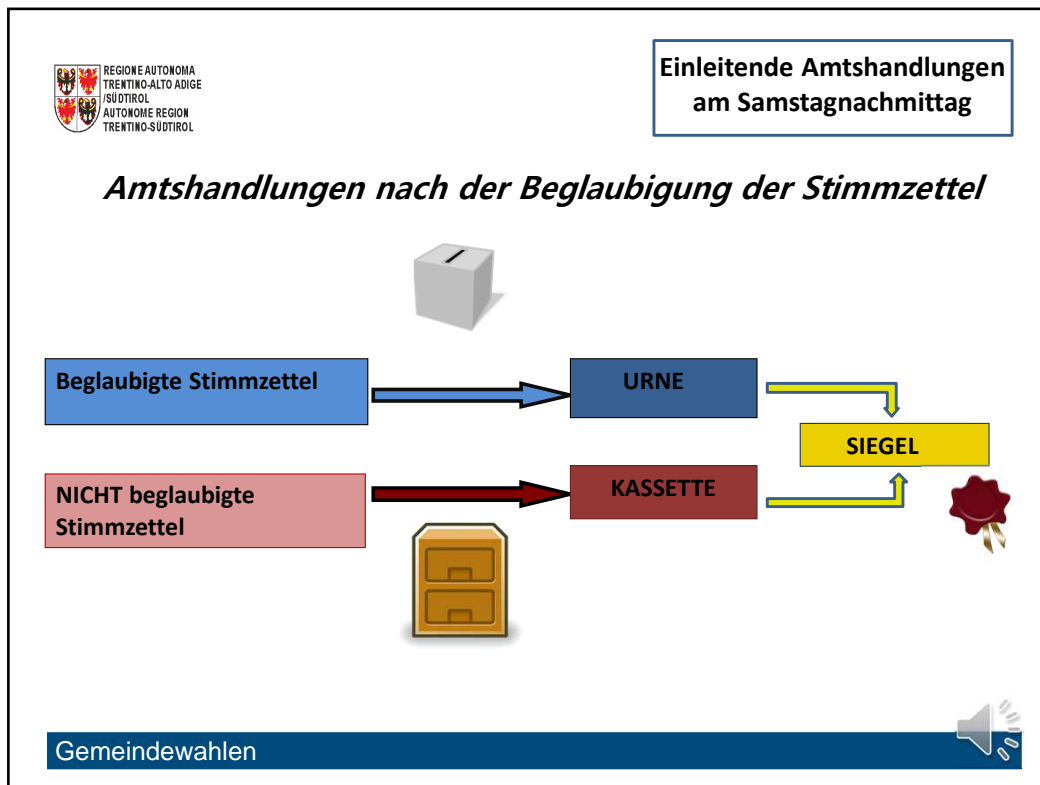 REGIONE AUTONOMA
TRENTINO-ALTO ADIGE
/SÜDTIROL
AUTONOME REGION
TRENTINO-SÜDTIROL
Einleitende Amtshandlungen
am Samstagnachmittag
Amtshandlungen nach der Beglaubigung der Stimmzettel
Beglaubigte Stimmzettel
URNE
SIEGEL
NICHT beglaubigte
Stimmzettel
KASSETTE
Gemeindewahlen